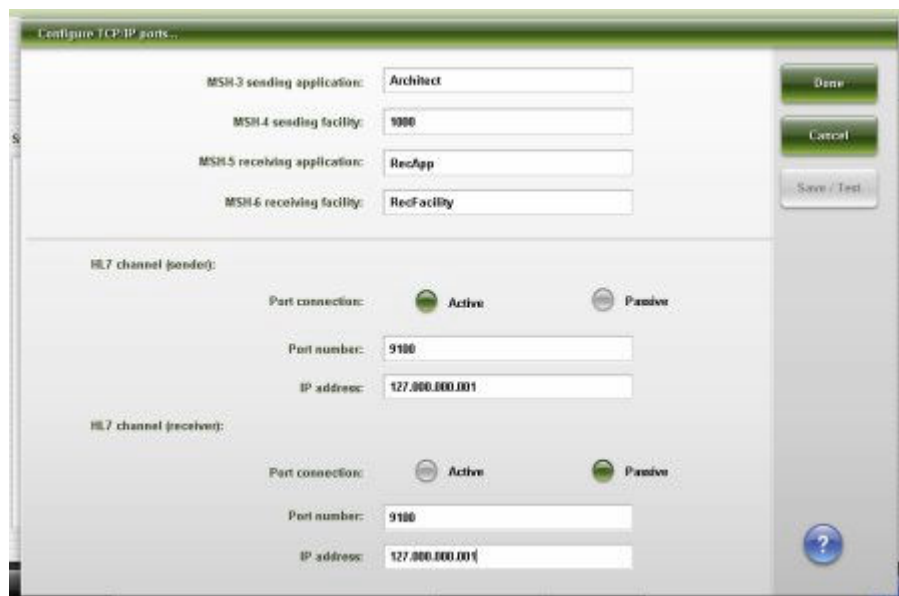 Configure TCP/IP ports...
MSH-3 sending application: Architect
MSH-4 sending facility: 1000
MSH-5 receiving application: RecApp
MSH-6 receiving facility: RecFacility
Done
Cancel
Save / Test
HL7 channel (sender):
Port connection: Active Passive
Port number: 9100
IP address: 127.000.000.001
HL7 channel (receiver):
Port connection: Active Passive
Port number: 9100
IP address: 127.000.000.001
?